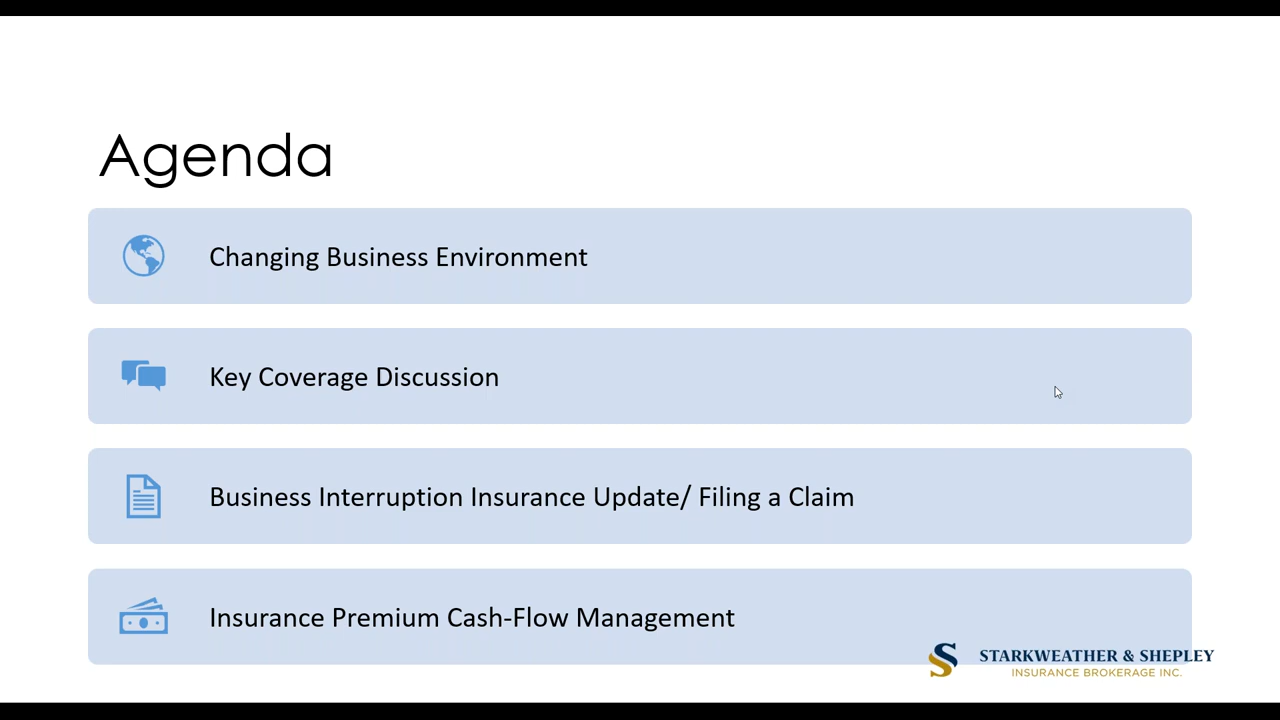 Agenda
Changing Business Environment
Key Coverage Discussion
Business Interruption Insurance Update/ Filing a Claim
Insurance Premium Cash-Flow Management
STARKWEATHER & SHEPLEY
INSURANCE BROKERAGE INC.